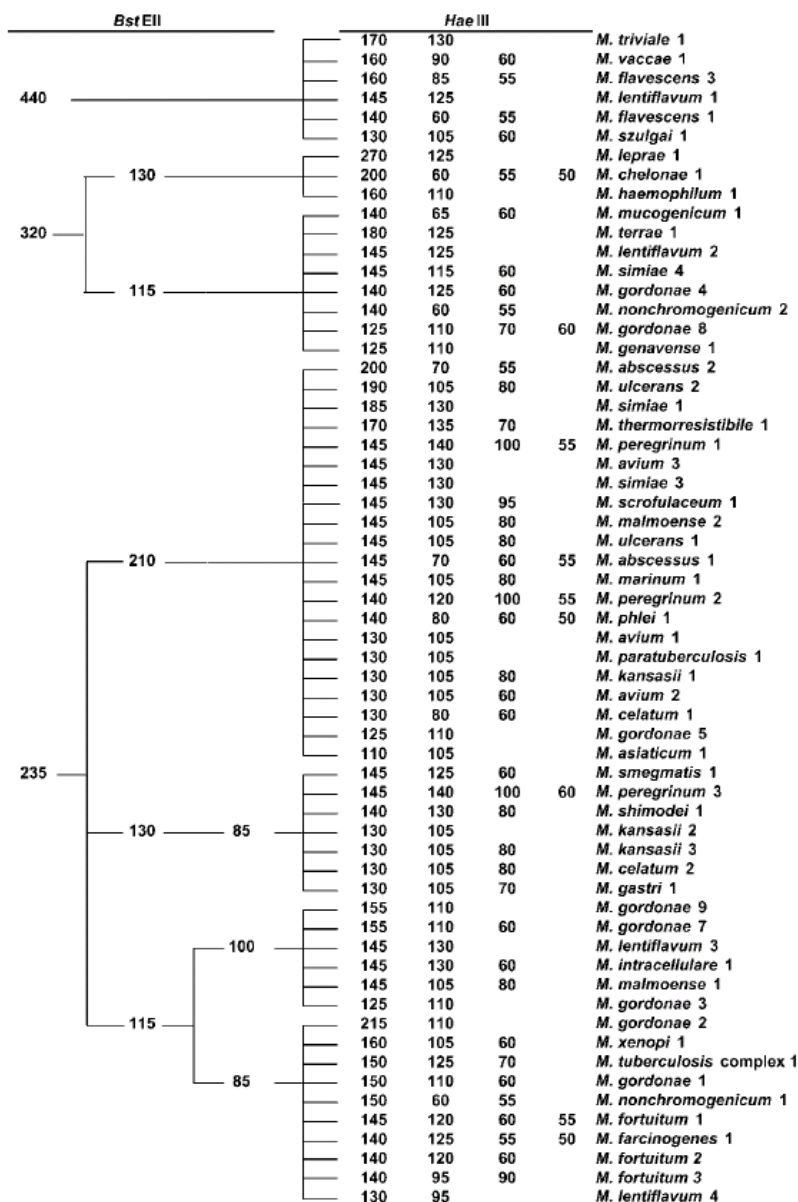 BstEII HaeIII
170 130 M. triviale 1
160 90 60 M. vaccae 1
160 85 55 M. flavescens 3
440 145 125 M. lentiflavum 1
140 60 55 M. flavescens 1
130 105 60 M. szulgai 1
270 125 M. leprae 1
130 200 60 55 50 M. chelonae 1
160 110 M. haemophilum 1
140 65 60 M. mucogenicum 1
320 180 125 M. terrae 1
145 125 M. lentiflavum 2
145 115 60 M. simiae 4
115 140 125 60 M. gordonae 4
140 60 55 M. nonchromogenicum 2
125 110 70 60 M. gordonae 8
125 110 M. genavense 1
200 70 55 M. abscessus 2
190 105 80 M. ulcerans 2
185 130 M. simiae 1
170 135 70 M. thermorresistibile 1
145 140 100 55 M. peregrinum 1
145 130 M. avium 3
145 130 M. simiae 3
145 130 95 M. scrofulaceum 1
145 105 80 M. malmoense 2
145 105 80 M. ulcerans 1
210 145 70 60 55 M. abscessus 1
145 105 80 M. marinum 1
140 120 100 55 M. peregrinum 2
140 80 60 50 M. phlei 1
130 105 M. avium 1
130 105 M. paratuberculosis 1
130 105 80 M. kansasii 1
130 105 60 M. avium 2
130 80 60 M. celatum 1
125 110 M. gordonae 5
110 105 M. asiaticum 1
235 145 125 60 M. smegmatis 1
145 140 100 60 M. peregrinum 3
140 130 80 M. shimodei 1
130 85 130 105 M. kansasii 2
130 105 80 M. kansasii 3
130 105 80 M. celatum 2
130 105 70 M. gastri 1
155 110 M. gordonae 9
155 110 60 M. gordonae 7
100 145 130 M. lentiflavum 3
145 130 60 M. intracellulare 1
145 105 80 M. malmoense 1
125 110 M. gordonae 3
115 215 110 M. gordonae 2
160 105 60 M. xenopi 1
150 125 70 M. tuberculosis complex 1
85 150 110 60 M. gordonae 1
150 60 55 M. nonchromogenicum 1
145 120 60 55 M. fortuitum 1
140 125 55 50 M. farcinogenes 1
140 120 60 M. fortuitum 2
140 95 90 M. fortuitum 3
130 95 M. lentiflavum 4